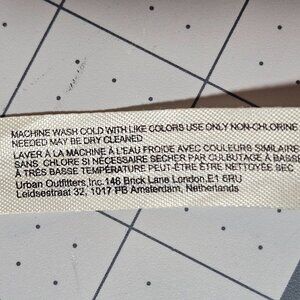 MACHINE WASH COLD WITH LIKE COLORS USE ONLY NON-CHLORINE
NEEDED MAY BE DRY CLEANED
LAVER À LA MACHINE À L'EAU FROIDE AVEC COULEURS SIMILAIRE
SANS CHLORE SI NÉCESSAIRE SECHER PAR CULBUTAGE À BASSE
À TRÈS BASSE TEMPÉRATURE PEUT-ÊTRE ÊTRE NETTOYÉE SEC
Urban Outfitters,Inc.146 Brick Lane London,E1 6RU
Leidsestraat 32, 1017 PB Amsterdam, Netherlands